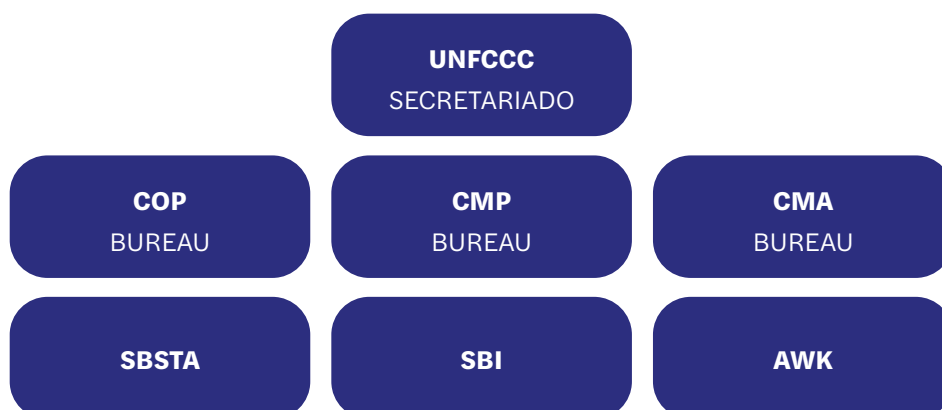 UNFCCC
SECRETARIADO
COP
BUREAU
CMP
BUREAU
CMA
BUREAU
SBSTA
SBI
AWK